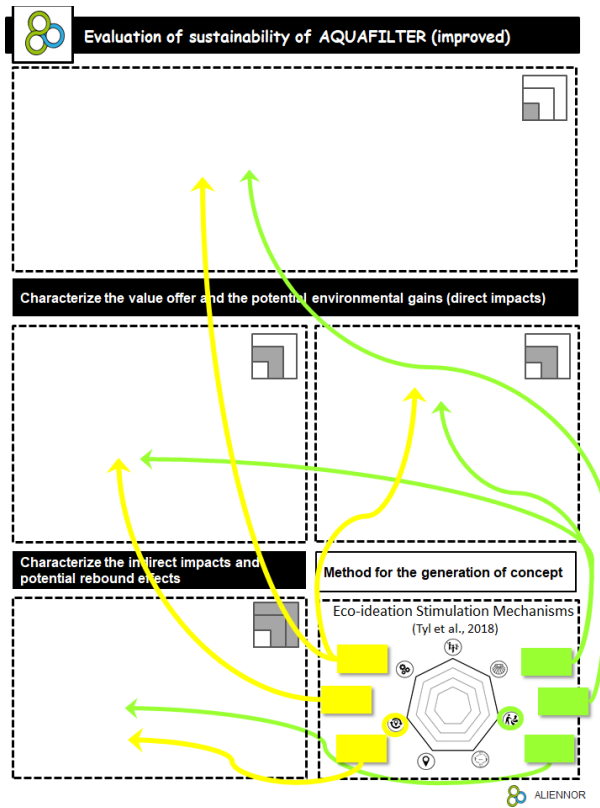 Evaluation of sustainability of AQUAFILTER (improved)
Characterize the value offer and the potential environmental gains (direct impacts)
Characterize the indirect impacts and
potential rebound effects
Method for the generation of concept
Eco-ideation Stimulation Mechanisms
(Tyl et al., 2018)
ALIENNOR